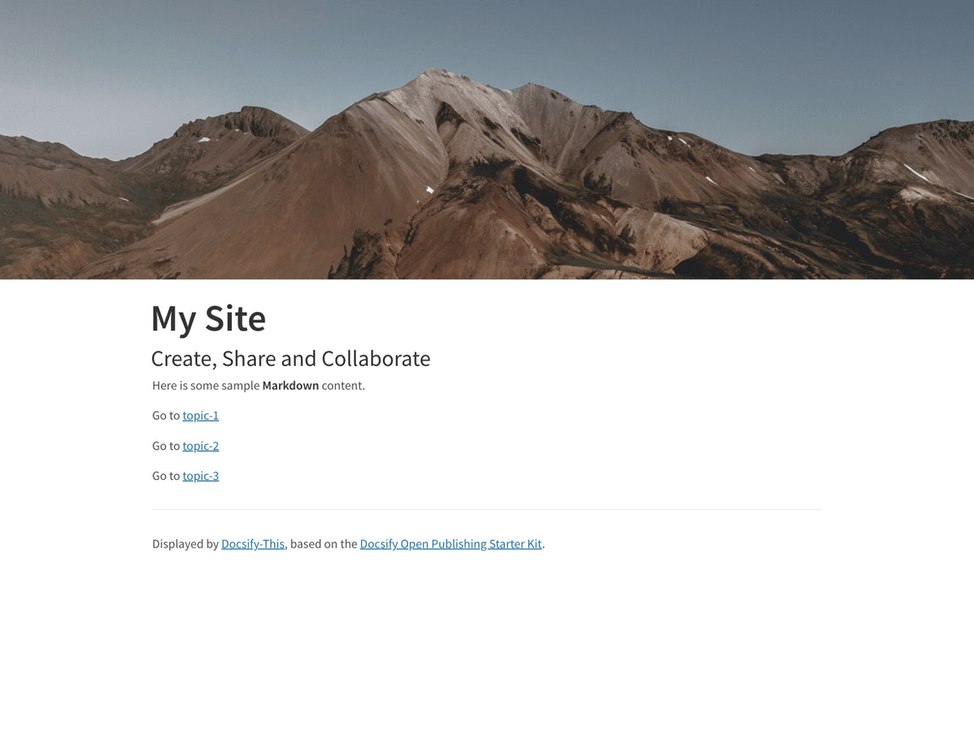 My Site
Create, Share and Collaborate
Here is some sample Markdown content.
Go to topic-1
Go to topic-2
Go to topic-3
Displayed by Docsify-This, based on the Docsify Open Publishing Starter Kit.